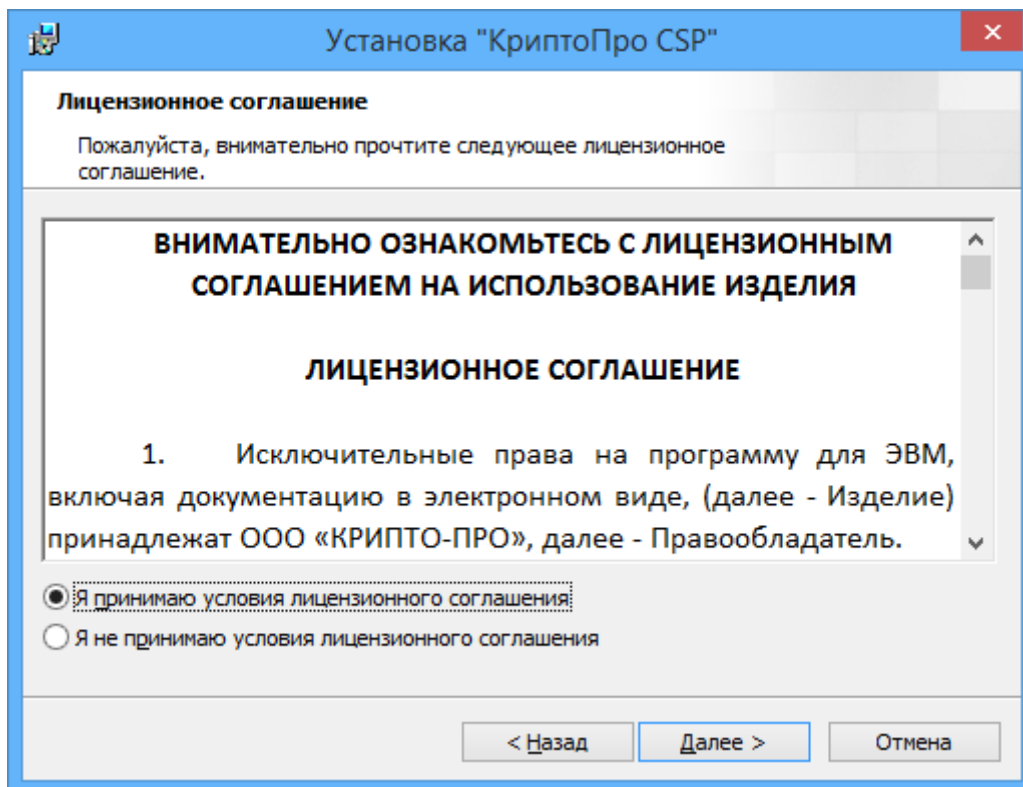 Установка "КриптоПро CSP"
Лицензионное соглашение
Пожалуйста, внимательно прочтите следующее лицензионное
соглашение.
ВНИМАТЕЛЬНО ОЗНАКОМЬТЕСЬ С ЛИЦЕНЗИОННЫМ
СОГЛАШЕНИЕМ НА ИСПОЛЬЗОВАНИЕ ИЗДЕЛИЯ
ЛИЦЕНЗИОННОЕ СОГЛАШЕНИЕ
1. Исключительные права на программу для ЭВМ,
включая документацию в электронном виде, (далее - Изделие)
принадлежат ООО «КРИПТО-ПРО», далее - Правообладатель.
Я принимаю условия лицензионного соглашения
Я не принимаю условия лицензионного соглашения
< Назад
Далее >
Отмена